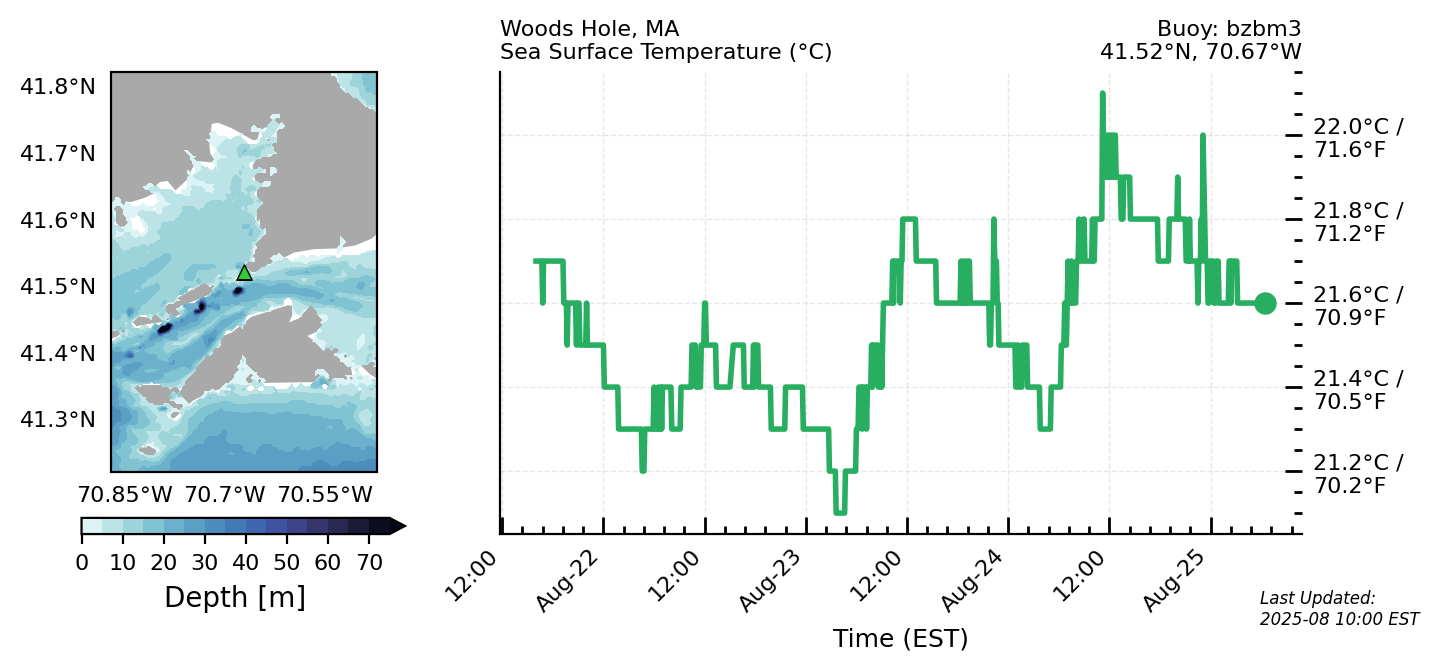 Woods Hole, MA
Sea Surface Temperature (°C)
Buoy: bzbm3
41.52°N, 70.67°W
41.8°N
41.7°N
41.6°N
41.5°N
41.4°N
41.3°N
70.85°W 70.7°W 70.55°W
0 10 20 30 40 50 60 70
Depth [m]
22.0°C /
71.6°F
21.8°C /
71.2°F
21.6°C /
70.9°F
21.4°C /
70.5°F
21.2°C /
70.2°F
12:00 Aug-22 12:00 Aug-23 12:00 Aug-24 12:00 Aug-25
Time (EST)
Last Updated:
2025-08 10:00 EST